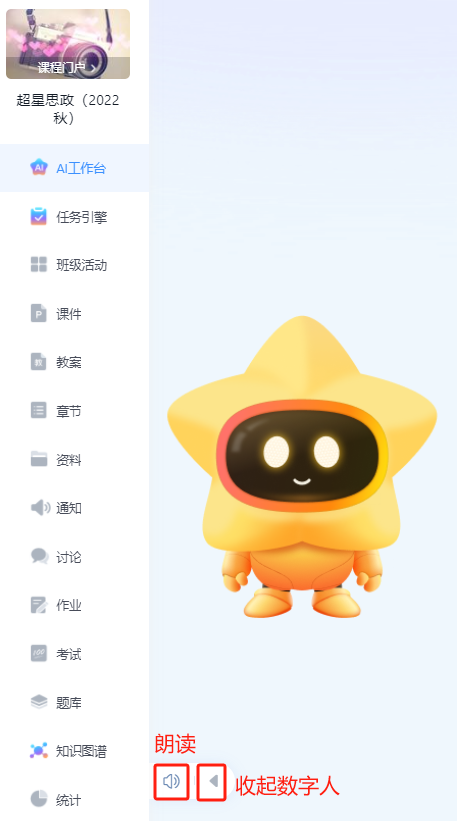 课程门户
超星思政（2022
秋）
AI工作台
任务引擎
班级活动
课件
教案
章节
资料
通知
讨论
作业
考试
题库
知识图谱
统计
朗读
收起数字人